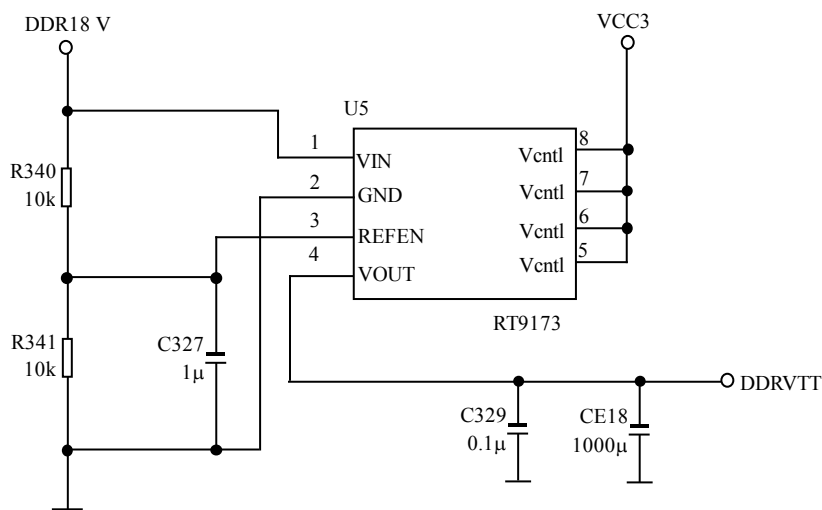 DDR18 V
VCC3
U5
1
VIN
2
GND
3
REFEN
4
VOUT
8
Vcntl
7
Vcntl
6
Vcntl
5
Vcntl
RT9173
R340
10k
R341
10k
C327
1μ
DDRVTT
C329
0.1μ
CE18
1000μ